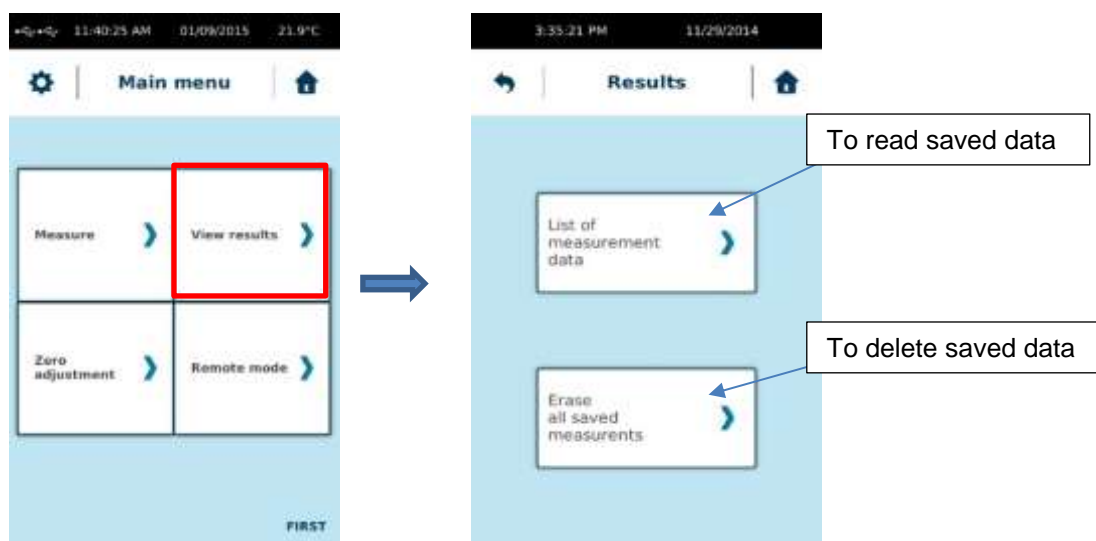 11:40:25 AM 01/09/2015 21.9°C
Main menu
Measure
View results
Zero
adjustment
Remote mode
FIRST
3:35:21 PM 11/29/2014
Results
List of
measurement
data
Erase
all saved
measurents
To read saved data
To delete saved data